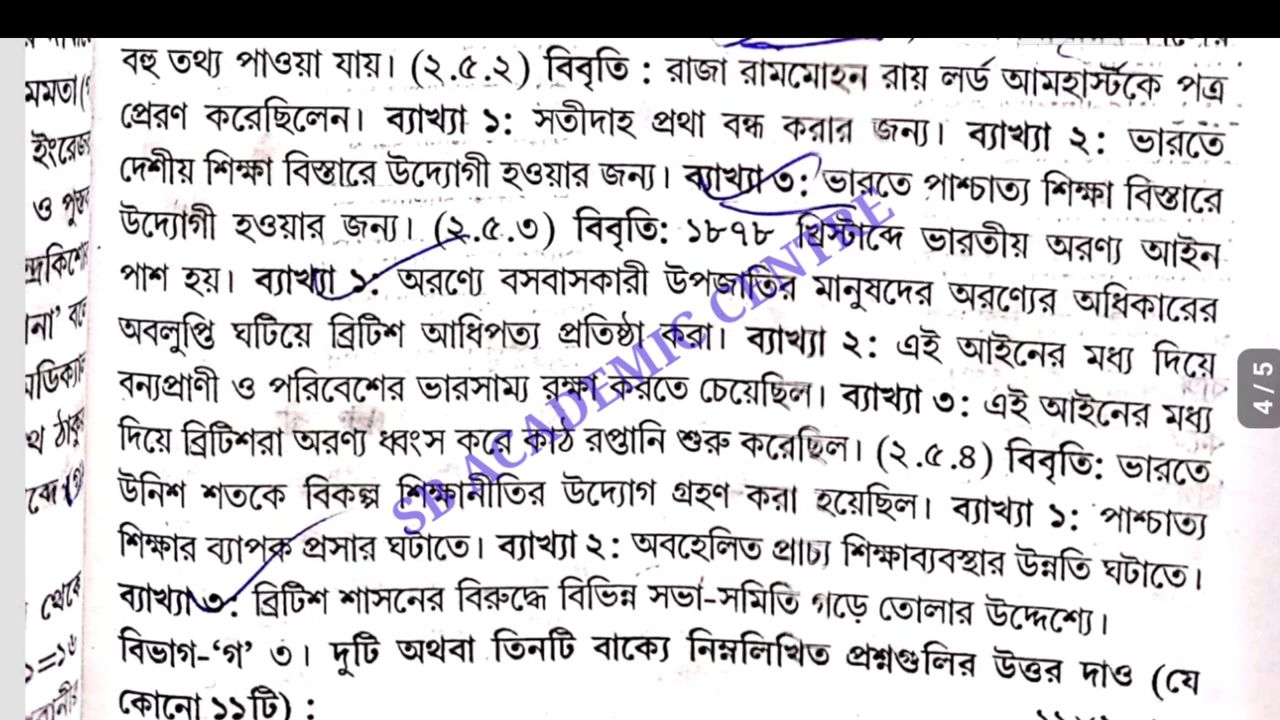 বহু তথ্য পাওয়া যায়। (২.৫.২) বিবৃতি : রাজা রামমোহন রায় লর্ড আমহার্স্টকে পত্র
মমতা
প্রেরণ করেছিলেন। ব্যাখ্যা ১: সতীদাহ প্রথা বন্ধ করার জন্য। ব্যাখ্যা ২: ভারতে
দেশীয় শিক্ষা বিস্তারে উদ্যোগী হওয়ার জন্য। ব্যাখ্যা ৩: ভারতে পাশ্চাত্য শিক্ষা বিস্তারে
উদ্যোগী হওয়ার জন্য। (২.৫.৩) বিবৃতি: ১৮৭৮ খ্রিস্টাব্দে ভারতীয় অরণ্য আইন
পাশ হয়। ব্যাখ্যা ১: অরণ্যে বসবাসকারী উপজাতির মানুষদের অরণ্যের অধিকারের
অবলুপ্তি ঘটিয়ে ব্রিটিশ আধিপত্য প্রতিষ্ঠা করা। ব্যাখ্যা ২: এই আইনের মধ্য দিয়ে
বন্যপ্রাণী ও পরিবেশের ভারসাম্য রক্ষা করতে চেয়েছিল। ব্যাখ্যা ৩: এই আইনের মধ্য
দিয়ে ব্রিটিশরা অরণ্য ধ্বংস করে কাঠ রপ্তানি শুরু করেছিল। (২.৫.৪) বিবৃতি: ভারতে
উনিশ শতকে বিকল্প শিক্ষানীতির উদ্যোগ গ্রহণ করা হয়েছিল। ব্যাখ্যা ১: পাশ্চাত্য
শিক্ষার ব্যাপক প্রসার ঘটাতে। ব্যাখ্যা ২: অবহেলিত প্রাচ্য শিক্ষাব্যবস্থার উন্নতি ঘটাতে।
থেকে
ব্যাখ্যা ৩: ব্রিটিশ শাসনের বিরুদ্ধে বিভিন্ন সভা-সমিতি গড়ে তোলার উদ্দেশ্যে।
বিভাগ-‘গ’ ৩। দুটি অথবা তিনটি বাক্যে নিম্নলিখিত প্রশ্নগুলির উত্তর দাও (যে
কোনো ১১টি) :
SB ACADEMIC CENTRE
4 / 5